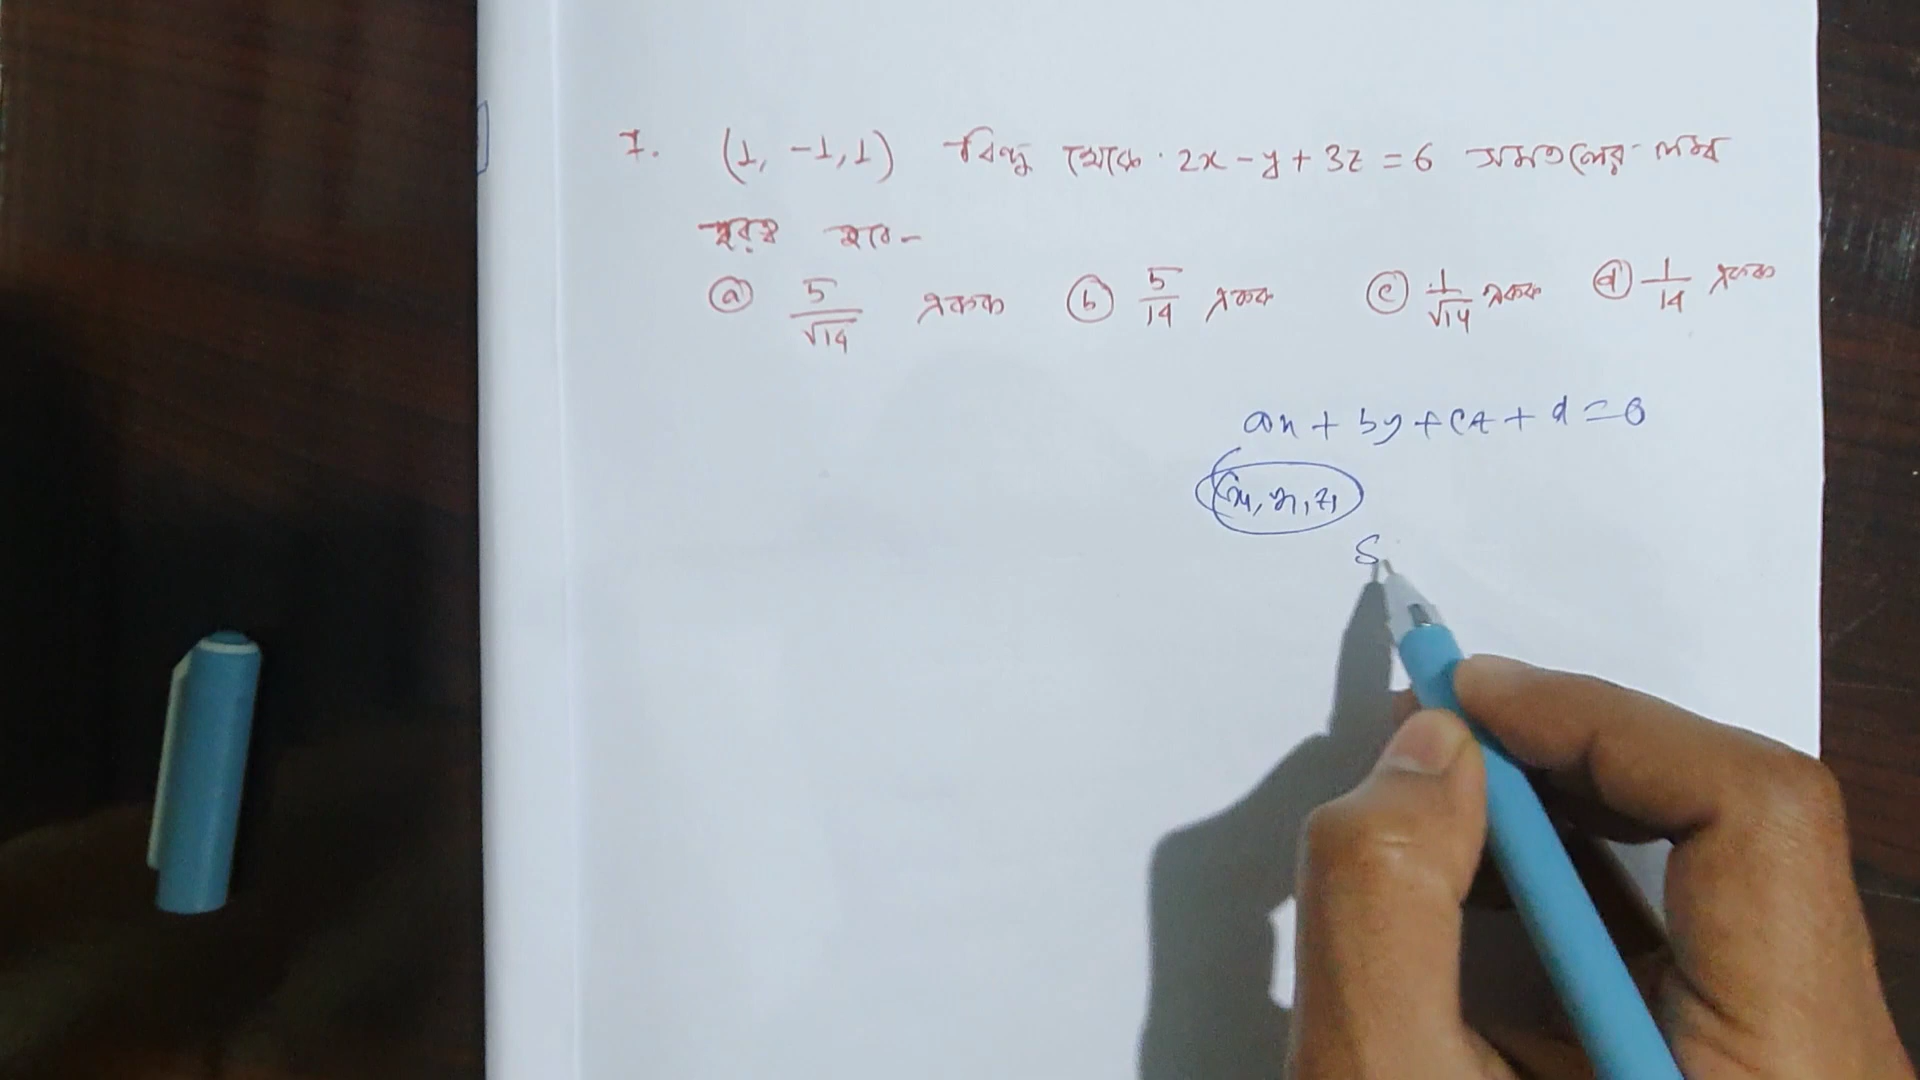 7. (1, -1, 1) বিন্দু থেকে 2x - y + 3z = 6 সমতলের লম্ব
দূরত্ব হবে-
ⓐ 5/√14 একক ⓑ 5/14 একক ⓒ 1/√14 একক ⓓ 1/14 একক
ax + by + cz + d = 0
(x₁, y₁, z₁
S